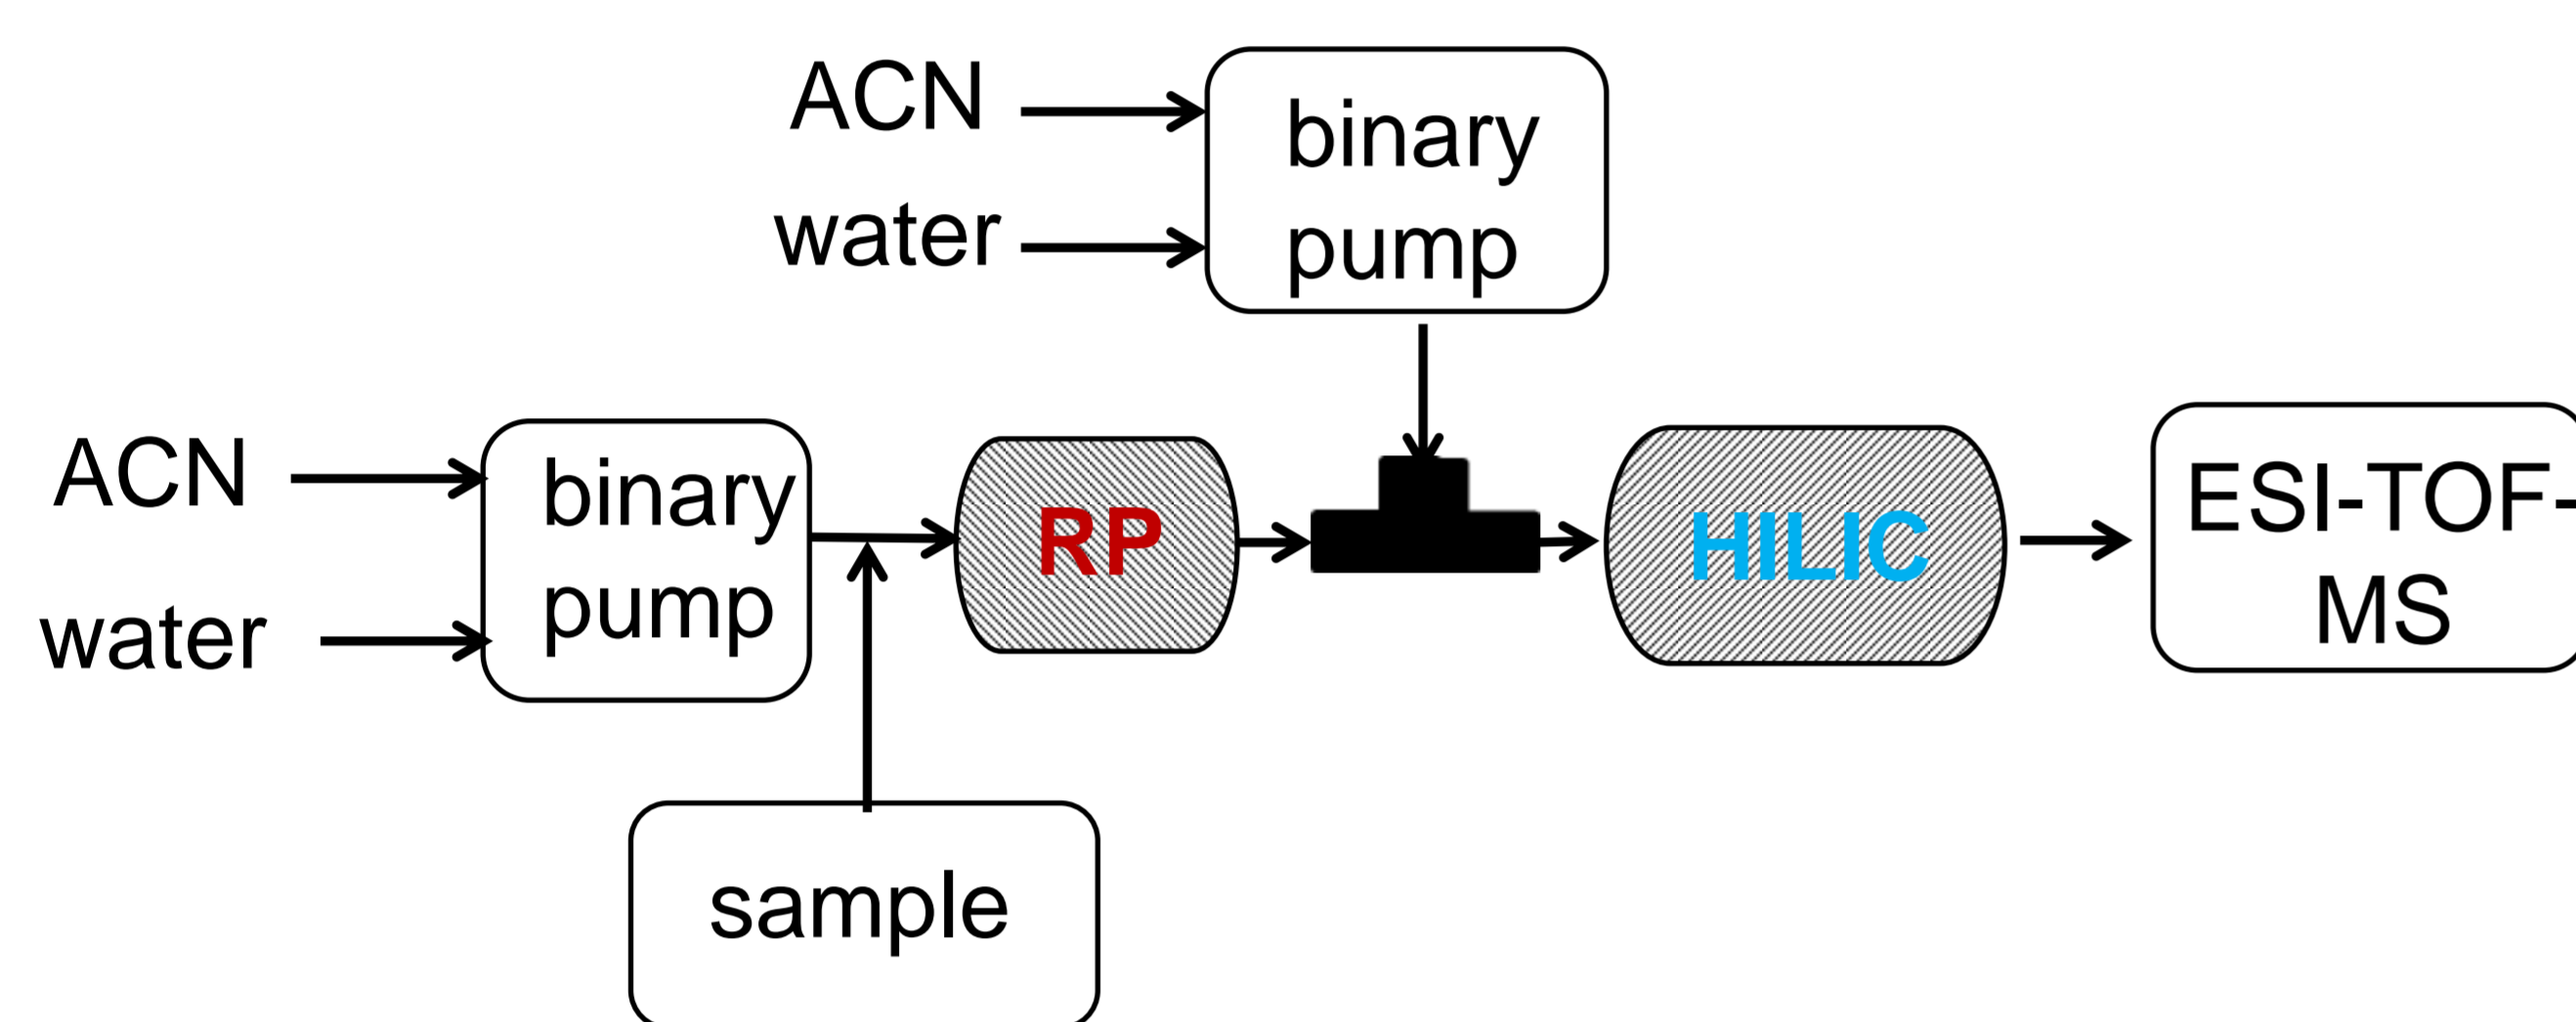 ACN
water
binary
pump
ACN
water
binary
pump
RP
HILIC
ESI-TOF-
MS
sample